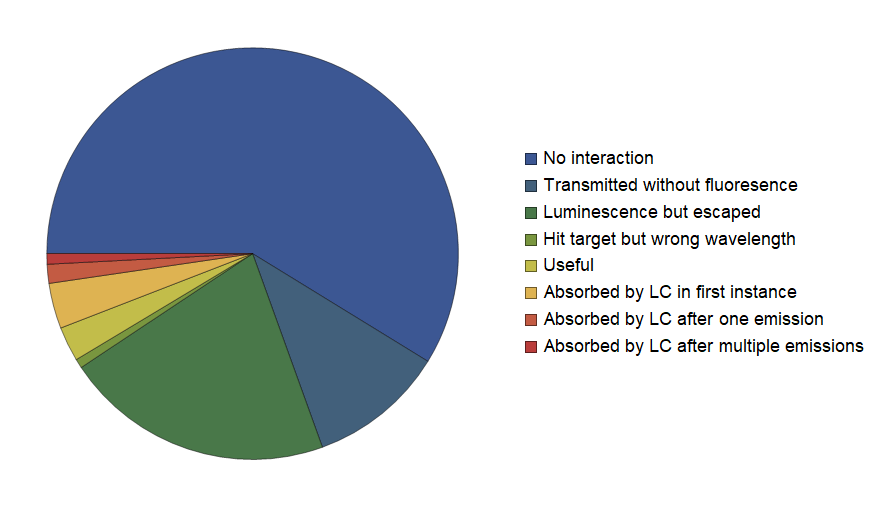 No interaction
Transmitted without fluoresence
Luminescence but escaped
Hit target but wrong wavelength
Useful
Absorbed by LC in first instance
Absorbed by LC after one emission
Absorbed by LC after multiple emissions